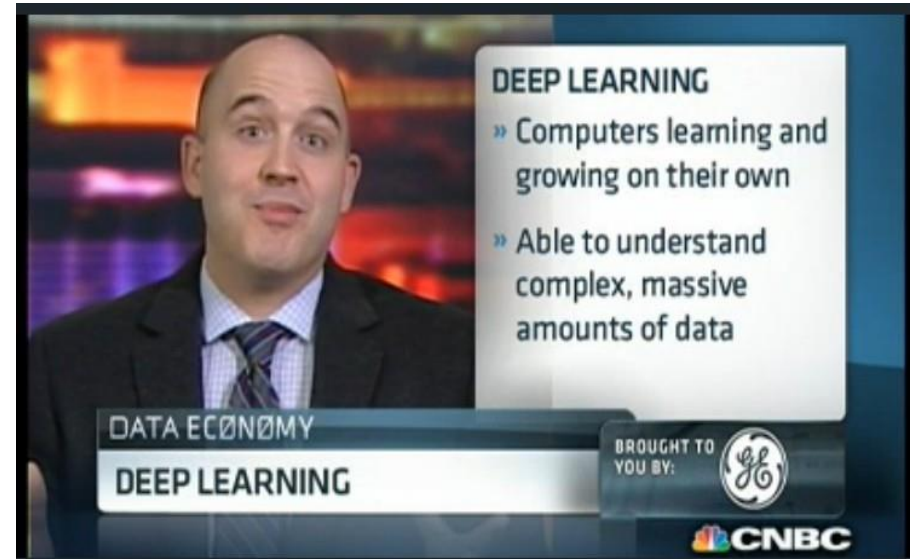 DEEP LEARNING
» Computers learning and
growing on their own
» Able to understand
complex, massive
amounts of data
DATA ECØNØMY
DEEP LEARNING
BROUGHT TO
YOU BY:
GE
CNBC